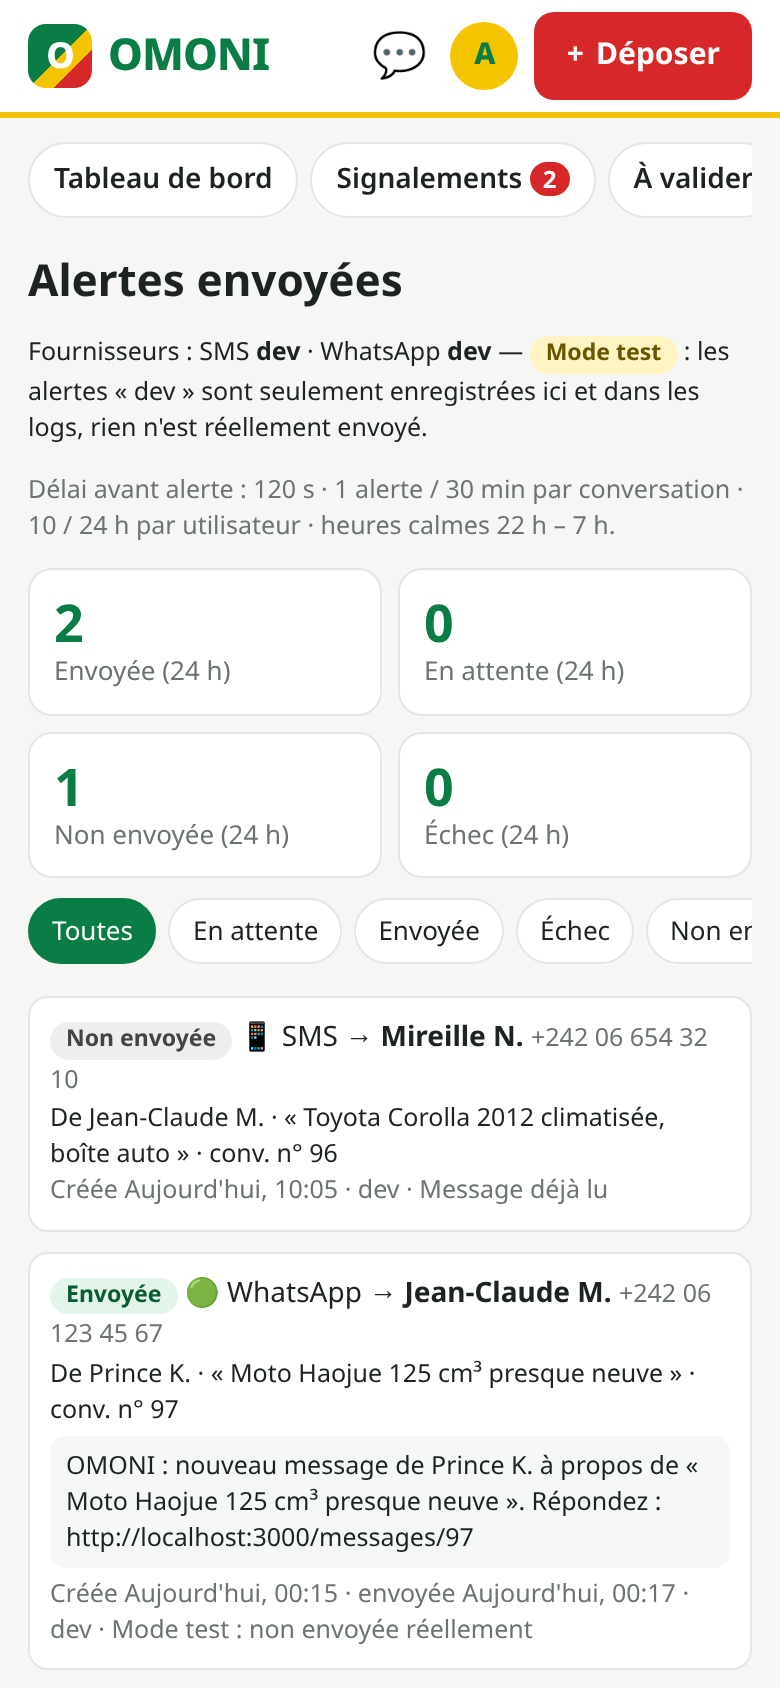 O OMONI 💬 A + Déposer
Tableau de bord Signalements 2 À valider
Alertes envoyées
Fournisseurs : SMS dev · WhatsApp dev — Mode test : les
alertes « dev » sont seulement enregistrées ici et dans les
logs, rien n'est réellement envoyé.
Délai avant alerte : 120 s · 1 alerte / 30 min par conversation ·
10 / 24 h par utilisateur · heures calmes 22 h – 7 h.
2
Envoyée (24 h)
0
En attente (24 h)
1
Non envoyée (24 h)
0
Échec (24 h)
Toutes En attente Envoyée Échec Non en
Non envoyée 📱 SMS → Mireille N. +242 06 654 32
10
De Jean-Claude M. · « Toyota Corolla 2012 climatisée,
boîte auto » · conv. n° 96
Créée Aujourd'hui, 10:05 · dev · Message déjà lu
Envoyée 🟢 WhatsApp → Jean-Claude M. +242 06
123 45 67
De Prince K. · « Moto Haojue 125 cm³ presque neuve » ·
conv. n° 97
OMONI : nouveau message de Prince K. à propos de «
Moto Haojue 125 cm³ presque neuve ». Répondez :
http://localhost:3000/messages/97
Créée Aujourd'hui, 00:15 · envoyée Aujourd'hui, 00:17 ·
dev · Mode test : non envoyée réellement